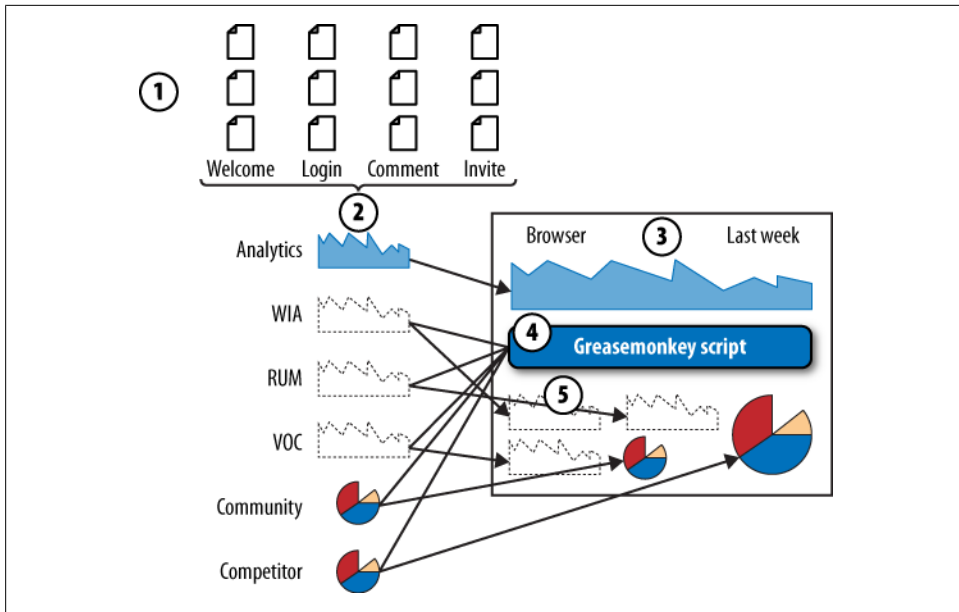 1
Welcome Login Comment Invite
2
Analytics
WIA
RUM
VOC
Community
Competitor
Browser 3 Last week
4 Greasemonkey script
5